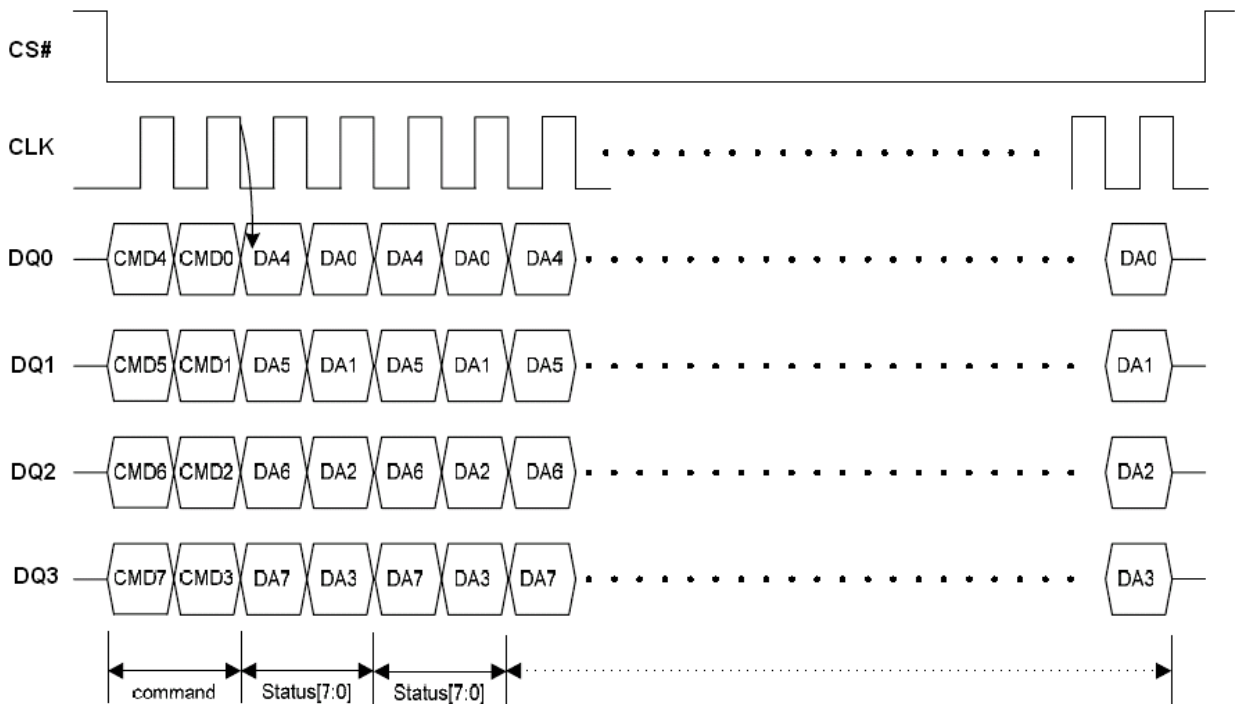 CS#
CLK
DQ0 CMD4 CMD0 DA4 DA0 DA4 DA0 DA4 DA0
DQ1 CMD5 CMD1 DA5 DA1 DA5 DA1 DA5 DA1
DQ2 CMD6 CMD2 DA6 DA2 DA6 DA2 DA6 DA2
DQ3 CMD7 CMD3 DA7 DA3 DA7 DA3 DA7 DA3
command Status[7:0] Status[7:0]